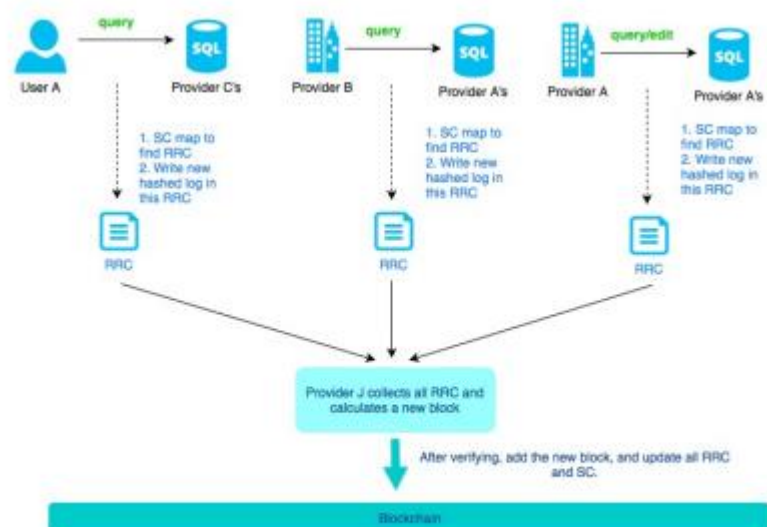 query
SQL
User A
Provider C's
1. SC map to
find RRC
2. Write new
hashed log in
this RRC
RRC
query
SQL
Provider B
Provider A's
1. SC map to
find RRC
2. Write new
hashed log in
this RRC
RRC
query/edit
SQL
Provider A
Provider A's
1. SC map to
find RRC
2. Write new
hashed log in
this RRC
RRC
Provider J collects all RRC and
calculates a new block
After verifying, add the new block, and update all RRC
and SC.
Blockchain